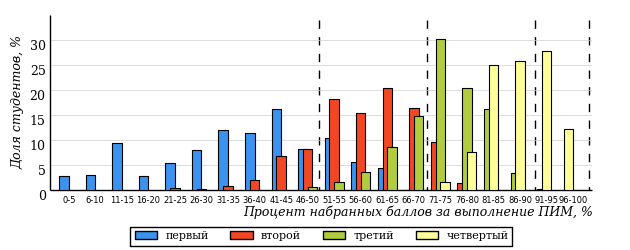 Доля студентов, %
30
25
20
15
10
5
0
0-5 6-10 11-15 16-20 21-25 26-30 31-35 36-40 41-45 46-50 51-55 56-60 61-65 66-70 71-75 76-80 81-85 86-90 91-95 96-100
Процент набранных баллов за выполнение ПИМ, %
первый второй третий четвертый